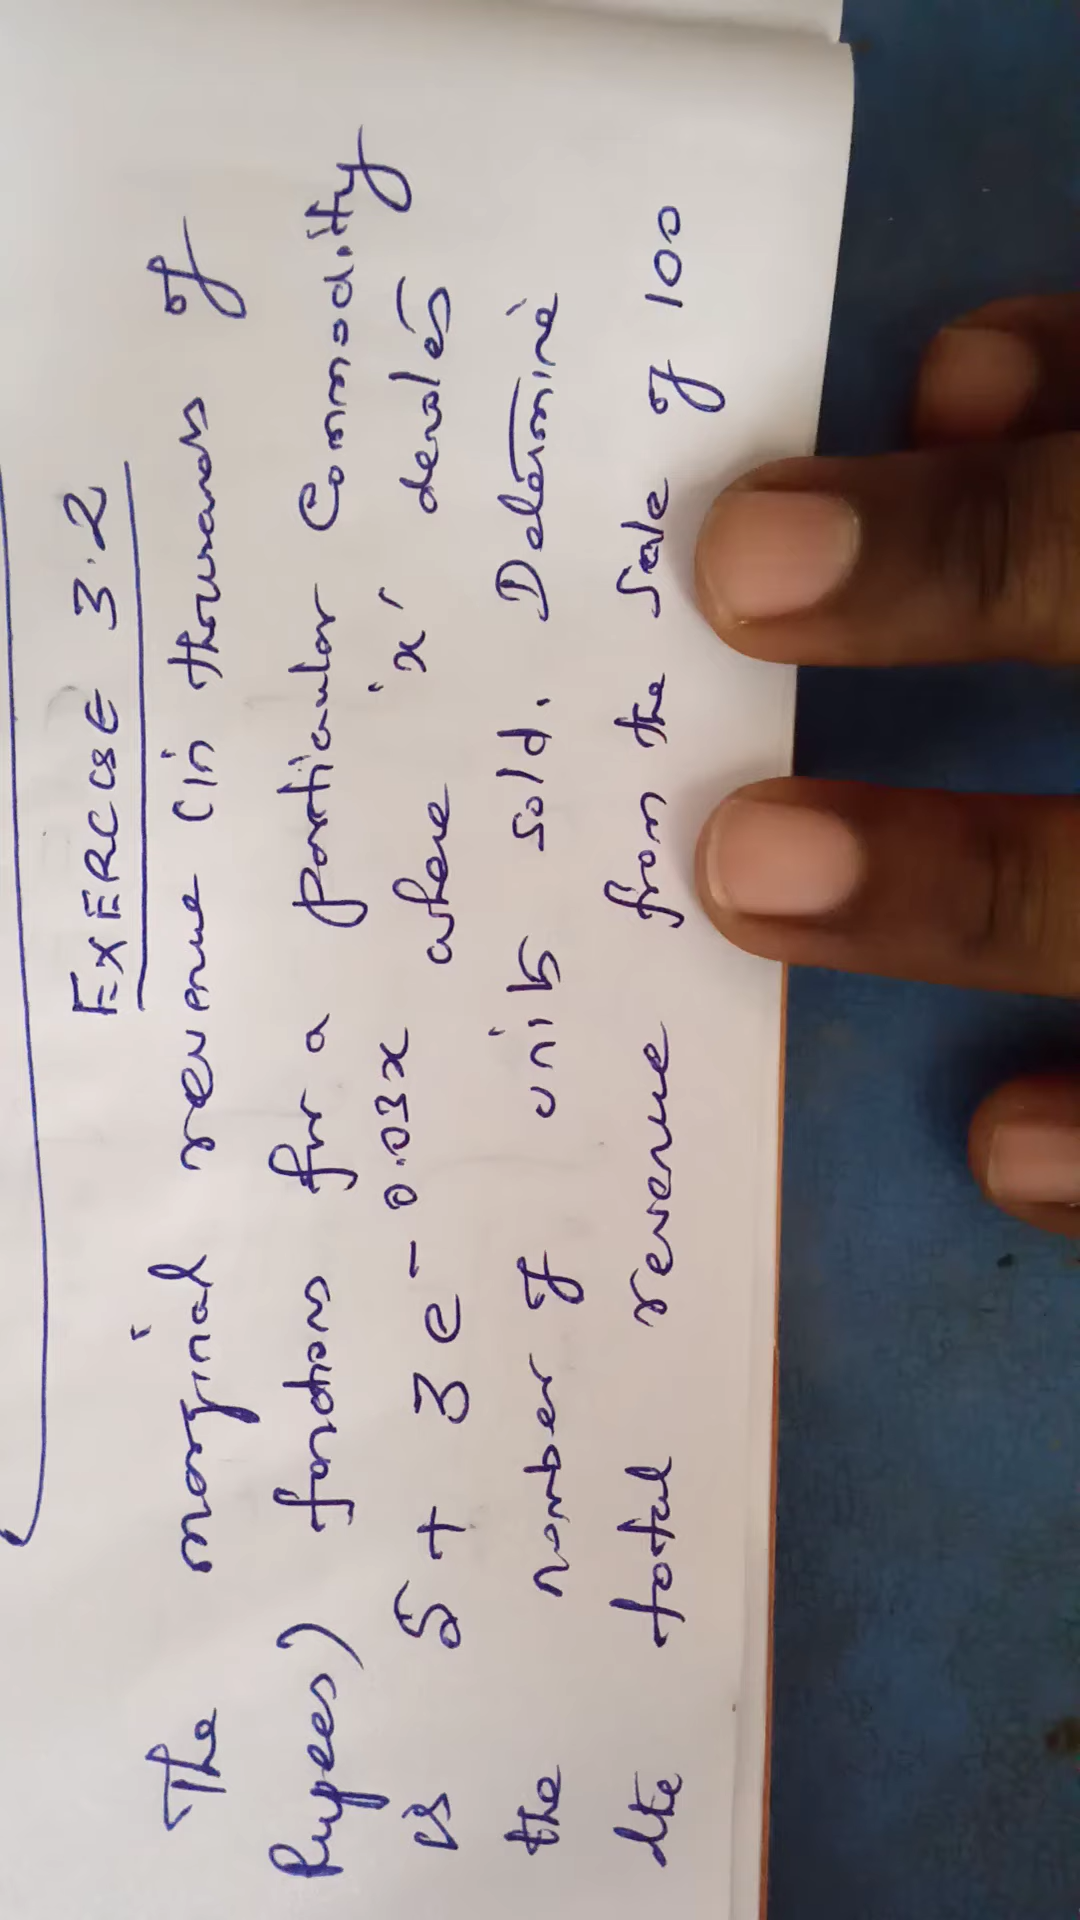 EXERCISE 3.2
The marginal revenue (in thousands of
Rupees) functions for a particular Commodity
is 5 + 3e - 0.03x where 'x' denotes
the number of units sold. Determine
the total revenue from the sale of 100